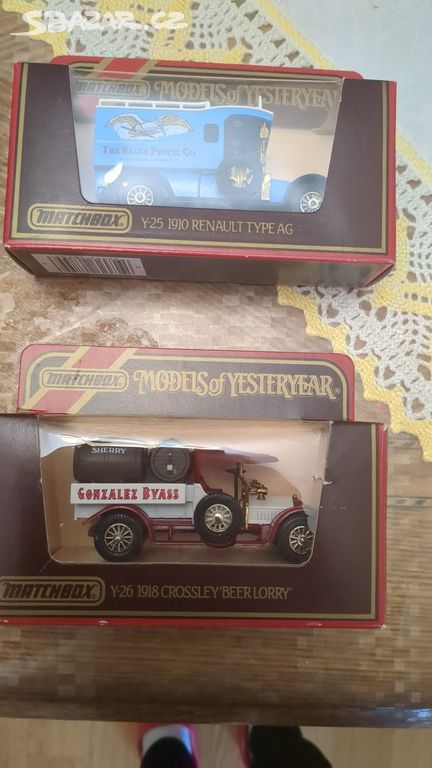 SBAZAR.CZ
MATCHBOX
MODELS of YESTERYEAR
THE EAGLE PENCIL CO.
MATCHBOX
Y-25 1910 RENAULT TYPE AG
MATCHBOX
MODELS of YESTERYEAR®
SHERRY
GONZALEZ BYASS
MATCHBOX
Y-26 1918 CROSSLEY 'BEER LORRY'